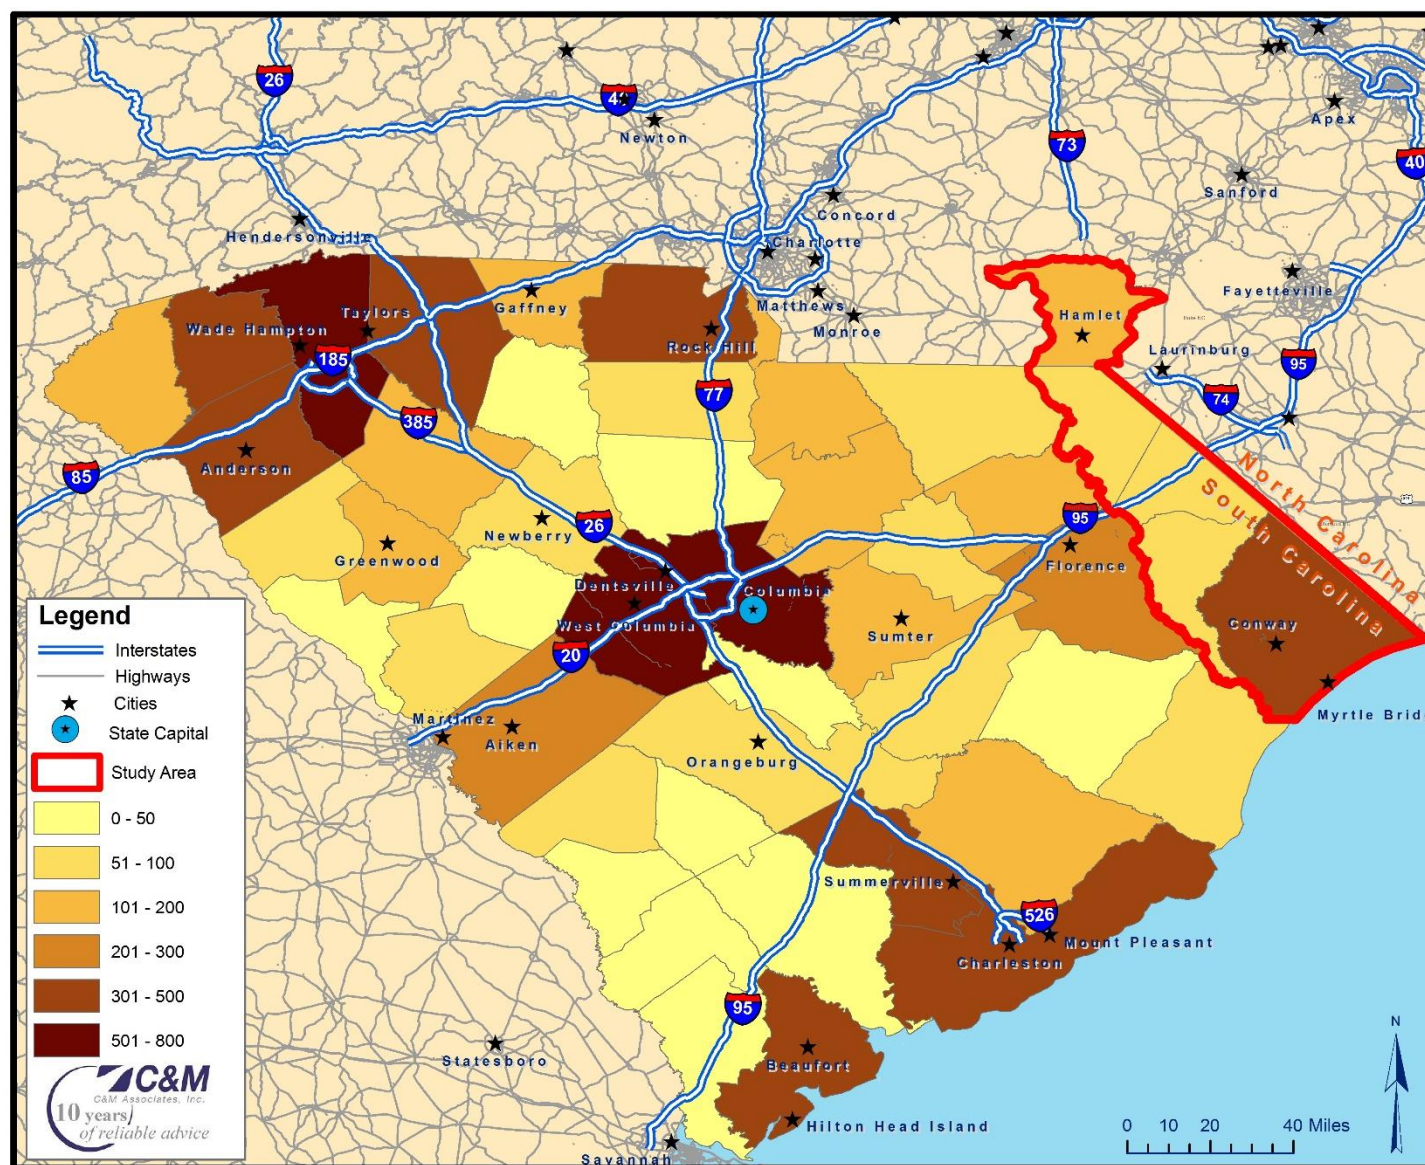 26
40
Newton
73
Apex
40
Sanford
Concord
Hendersonville
Charlotte
Fayetteville
Gaffney
Matthews
Monroe
Hamlet
Taylors
Wade Hampton
Rock Hill
Laurinburg
185
95
77
74
385
Anderson
85
North Carolina
South Carolina
26
95
Newberry
Greenwood
Florence
Dentsville
Columbia
West Columbia
Sumter
Conway
20
Martinez
Aiken
Orangeburg
Myrtle Brid
Summerville
526
Mount Pleasant
Charleston
95
Beaufort
Statesboro
Hilton Head Island
Savannah
Legend
Interstates
Highways
Cities
State Capital
Study Area
0 - 50
51 - 100
101 - 200
201 - 300
301 - 500
501 - 800
C&M
C&M Associates, Inc.
10 years
of reliable advice
N
0 10 20 40 Miles